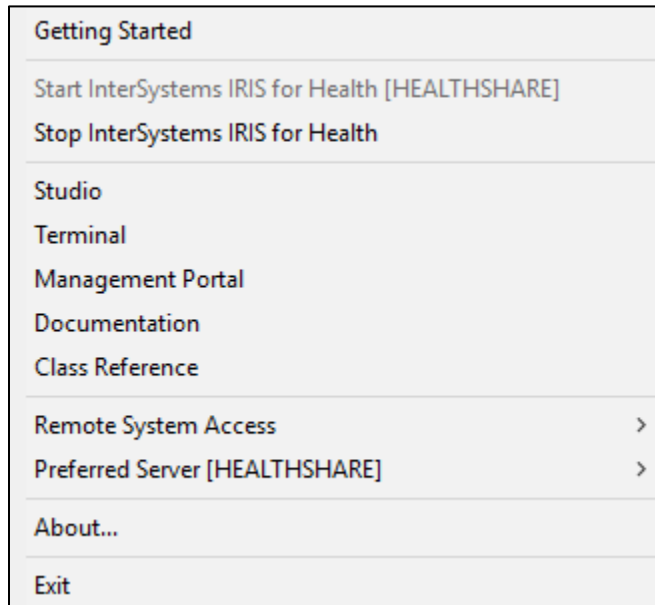 Getting Started
Start InterSystems IRIS for Health [HEALTHSHARE]
Stop InterSystems IRIS for Health
Studio
Terminal
Management Portal
Documentation
Class Reference
Remote System Access
Preferred Server [HEALTHSHARE]
About...
Exit